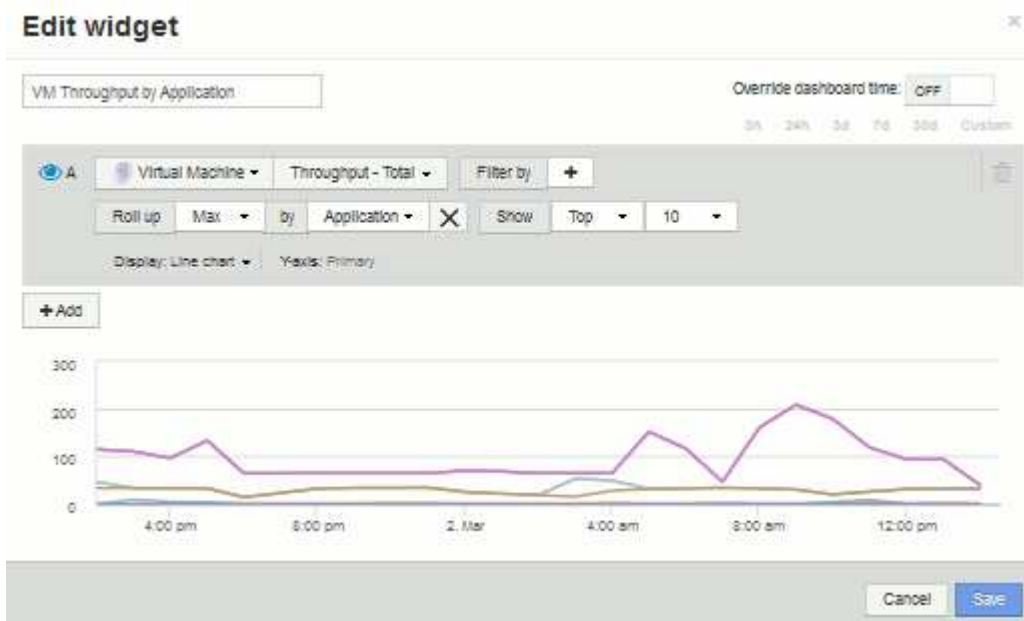 Edit widget
VM Throughput by Application
Override dashboard time: OFF
3h 24h 3d 7d 30d Custom
A Virtual Machine Throughput - Total Filter by +
Roll up Max by Application Show Top 10
Display: Line chart Y-axis: Primary
+ Add
300
200
100
0
4:00 pm 8:00 pm 2. Mar 4:00 am 8:00 am 12:00 pm
Cancel Save